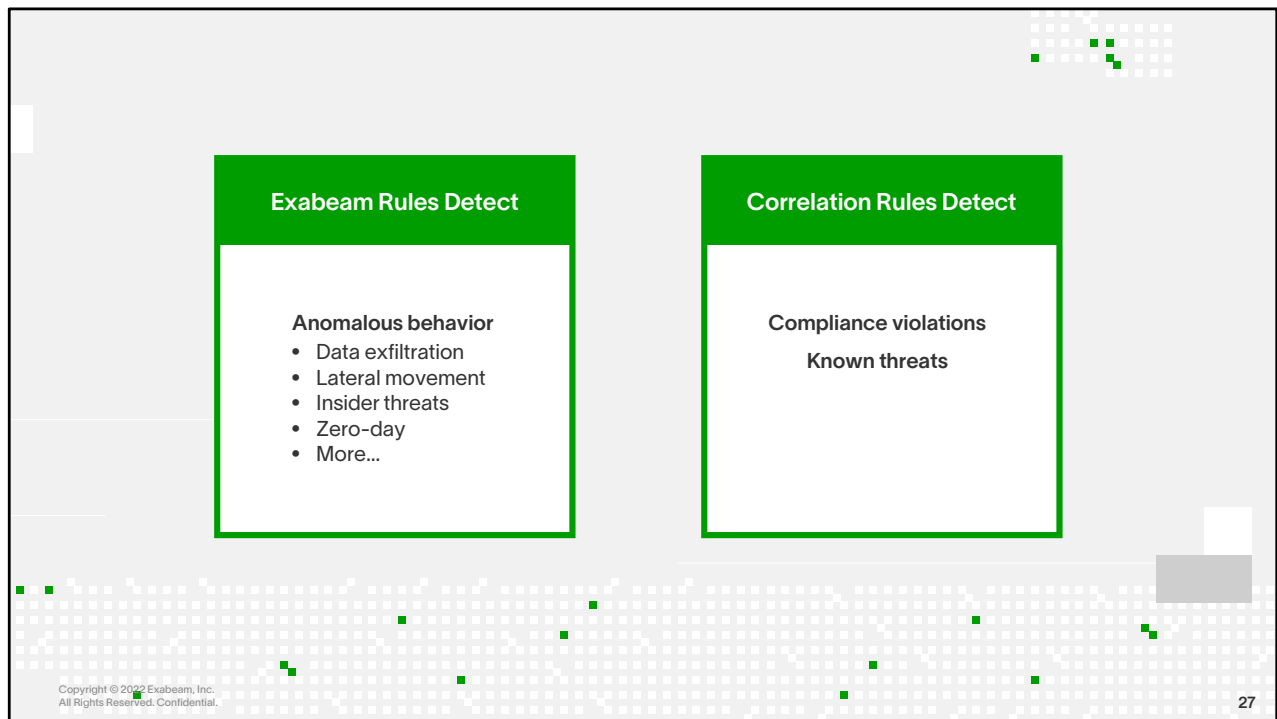 Exabeam Rules Detect
Anomalous behavior
• Data exfiltration
• Lateral movement
• Insider threats
• Zero-day
• More...
Correlation Rules Detect
Compliance violations
Known threats
Copyright © 2022 Exabeam, Inc.
All Rights Reserved. Confidential.
27